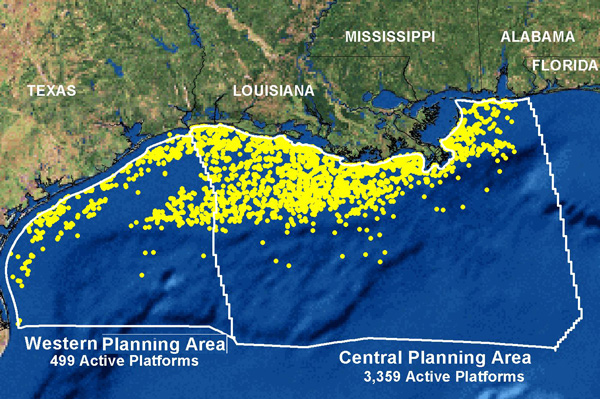 MISSISSIPPI
ALABAMA
FLORIDA
TEXAS
LOUISIANA
Western Planning Area
499 Active Platforms
Central Planning Area
3,359 Active Platforms